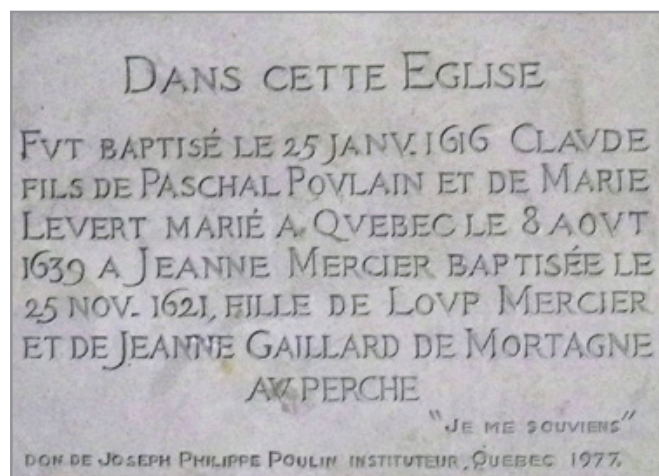 DANS CETTE EGLISE
FVT BAPTISÉ LE 25 JANV. 1616 CLAVDE
FILS DE PASCHAL POVLAIN ET DE MARIE
LEVERT MARIÉ A QVEBEC LE 8 AOVT
1639 A JEANNE MERCIER BAPTISÉE LE
25 NOV. 1621, FILLE DE LOVP MERCIER
ET DE JEANNE GAILLARD DE MORTAGNE
AV PERCHE
"JE ME SOUVIENS"
DON DE JOSEPH PHILIPPE POULIN INSTITUTEUR, QUEBEC 1977.